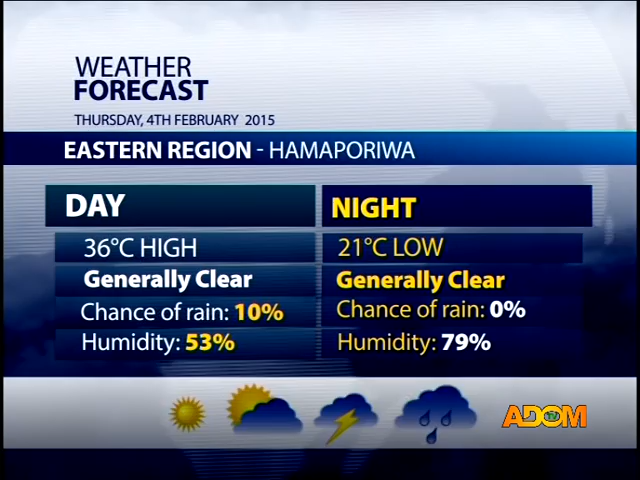 WEATHER
FORECAST
THURSDAY, 4TH FEBRUARY 2015
EASTERN REGION - HAMAPORIWA
DAY
36°C HIGH
Generally Clear
Chance of rain: 10%
Humidity: 53%
NIGHT
21°C LOW
Generally Clear
Chance of rain: 0%
Humidity: 79%
ADOM TV